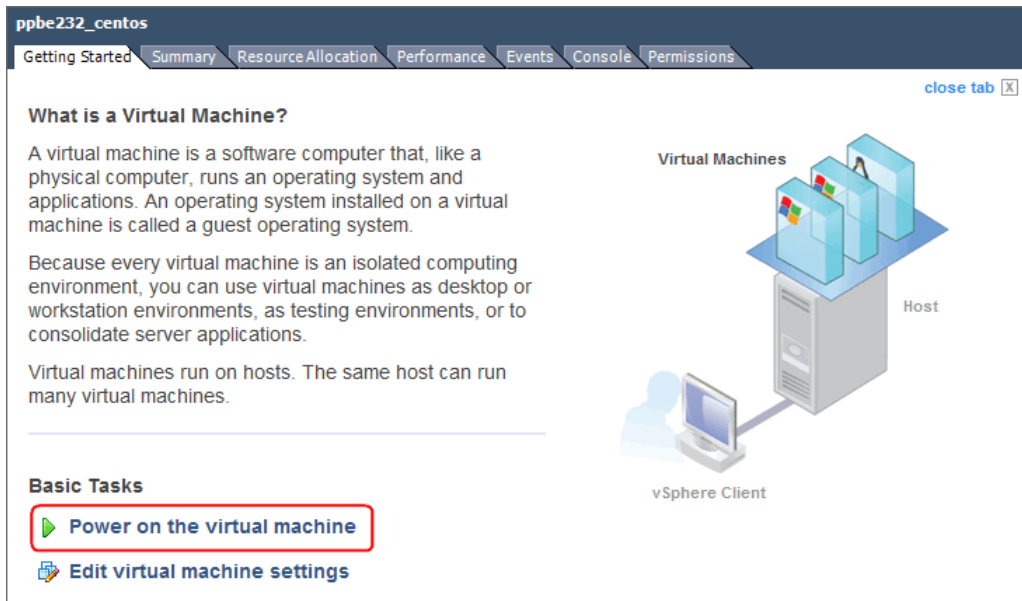 ppbe232_centos
Getting Started Summary Resource Allocation Performance Events Console Permissions
close tab X
What is a Virtual Machine?
A virtual machine is a software computer that, like a
physical computer, runs an operating system and
applications. An operating system installed on a virtual
machine is called a guest operating system.
Because every virtual machine is an isolated computing
environment, you can use virtual machines as desktop or
workstation environments, as testing environments, or to
consolidate server applications.
Virtual machines run on hosts. The same host can run
many virtual machines.
Virtual Machines
Host
vSphere Client
Basic Tasks
Power on the virtual machine
Edit virtual machine settings